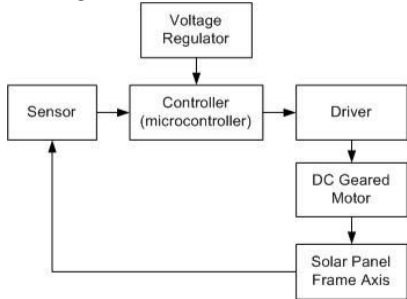 Voltage
Regulator
Sensor
Controller
(microcontroller)
Driver
DC Geared
Motor
Solar Panel
Frame Axis